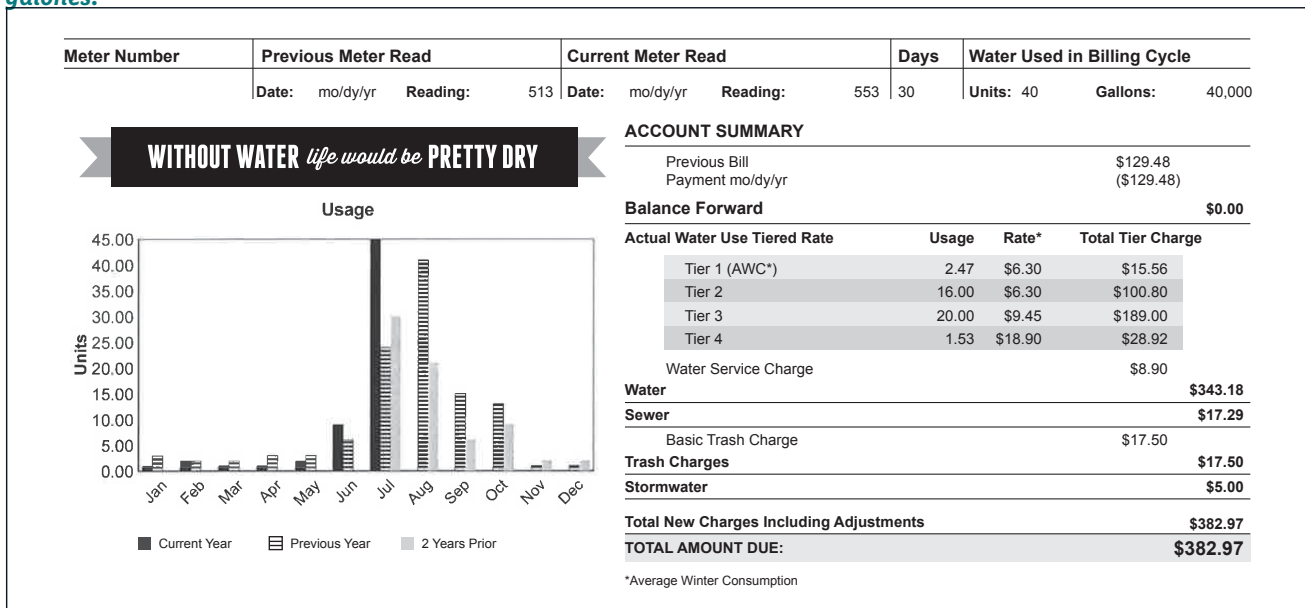 galones.
Meter Number Previous Meter Read Current Meter Read Days Water Used in Billing Cycle
Date: mo/dy/yr Reading: 513 Date: mo/dy/yr Reading: 553 30 Units: 40 Gallons: 40,000
WITHOUT WATER life would be PRETTY DRY
Usage
45.00
40.00
35.00
30.00
25.00
20.00
15.00
10.00
5.00
0.00
Units
Jan Feb Mar Apr May Jun Jul Aug Sep Oct Nov Dec
Current Year Previous Year 2 Years Prior
ACCOUNT SUMMARY
Previous Bill $129.48
Payment mo/dy/yr ($129.48)
Balance Forward $0.00
Actual Water Use Tiered Rate Usage Rate* Total Tier Charge
Tier 1 (AWC*) 2.47 $6.30 $15.56
Tier 2 16.00 $6.30 $100.80
Tier 3 20.00 $9.45 $189.00
Tier 4 1.53 $18.90 $28.92
Water Service Charge $8.90
Water $343.18
Sewer $17.29
Basic Trash Charge $17.50
Trash Charges $17.50
Stormwater $5.00
Total New Charges Including Adjustments $382.97
TOTAL AMOUNT DUE: $382.97
*Average Winter Consumption